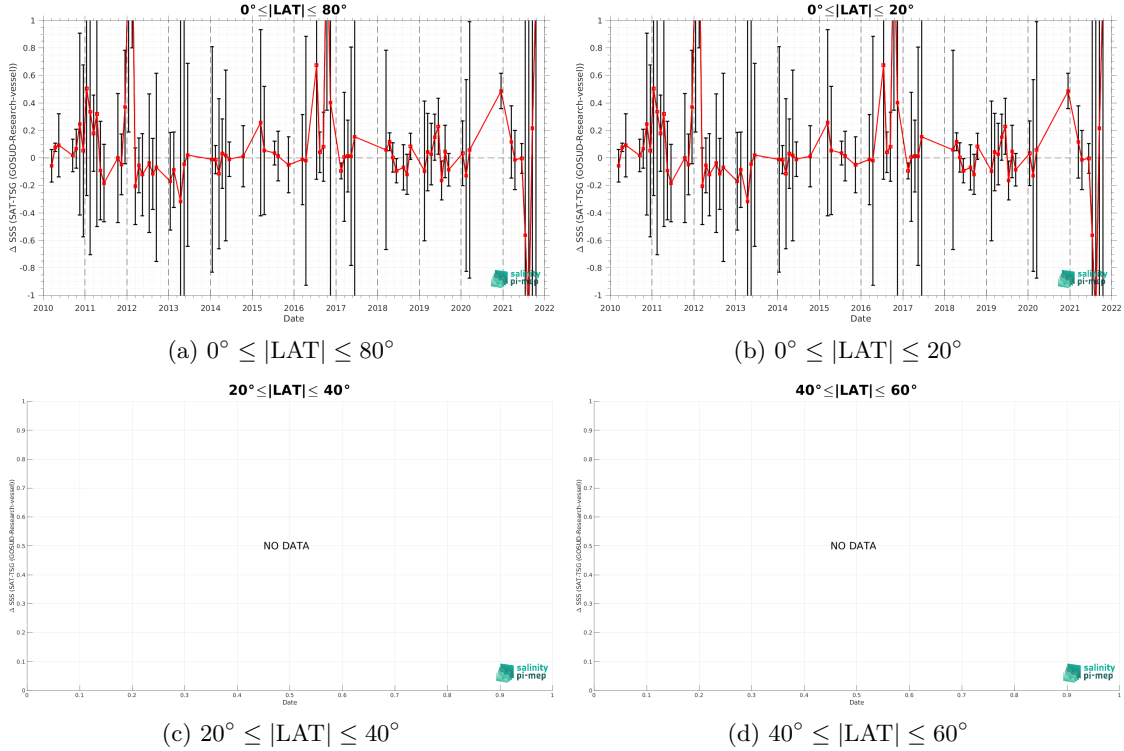 0°≤|LAT|≤ 80°
Δ SSS (SAT-TSG (GOSUD-Research-vessel))
1
0.8
0.6
0.4
0.2
0
-0.2
-0.4
-0.6
-0.8
-1
2010 2011 2012 2013 2014 2015 2016 2017 2018 2019 2020 2021 2022
Date
salinity
pi-mep
(a) 0° ≤ |LAT| ≤ 80°
0°≤|LAT|≤ 20°
Δ SSS (SAT-TSG (GOSUD-Research-vessel))
1
0.8
0.6
0.4
0.2
0
-0.2
-0.4
-0.6
-0.8
-1
2010 2011 2012 2013 2014 2015 2016 2017 2018 2019 2020 2021 2022
Date
salinity
pi-mep
(b) 0° ≤ |LAT| ≤ 20°
20°≤|LAT|≤ 40°
Δ SSS (SAT-TSG (GOSUD-Research-vessel))
1
0.9
0.8
0.7
0.6
0.5
0.4
0.3
0.2
0.1
0
NO DATA
0 0.1 0.2 0.3 0.4 0.5 0.6 0.7 0.8 0.9 1
Date
salinity
pi-mep
(c) 20° ≤ |LAT| ≤ 40°
40°≤|LAT|≤ 60°
Δ SSS (SAT-TSG (GOSUD-Research-vessel))
1
0.9
0.8
0.7
0.6
0.5
0.4
0.3
0.2
0.1
0
NO DATA
0 0.1 0.2 0.3 0.4 0.5 0.6 0.7 0.8 0.9 1
Date
salinity
pi-mep
(d) 40° ≤ |LAT| ≤ 60°